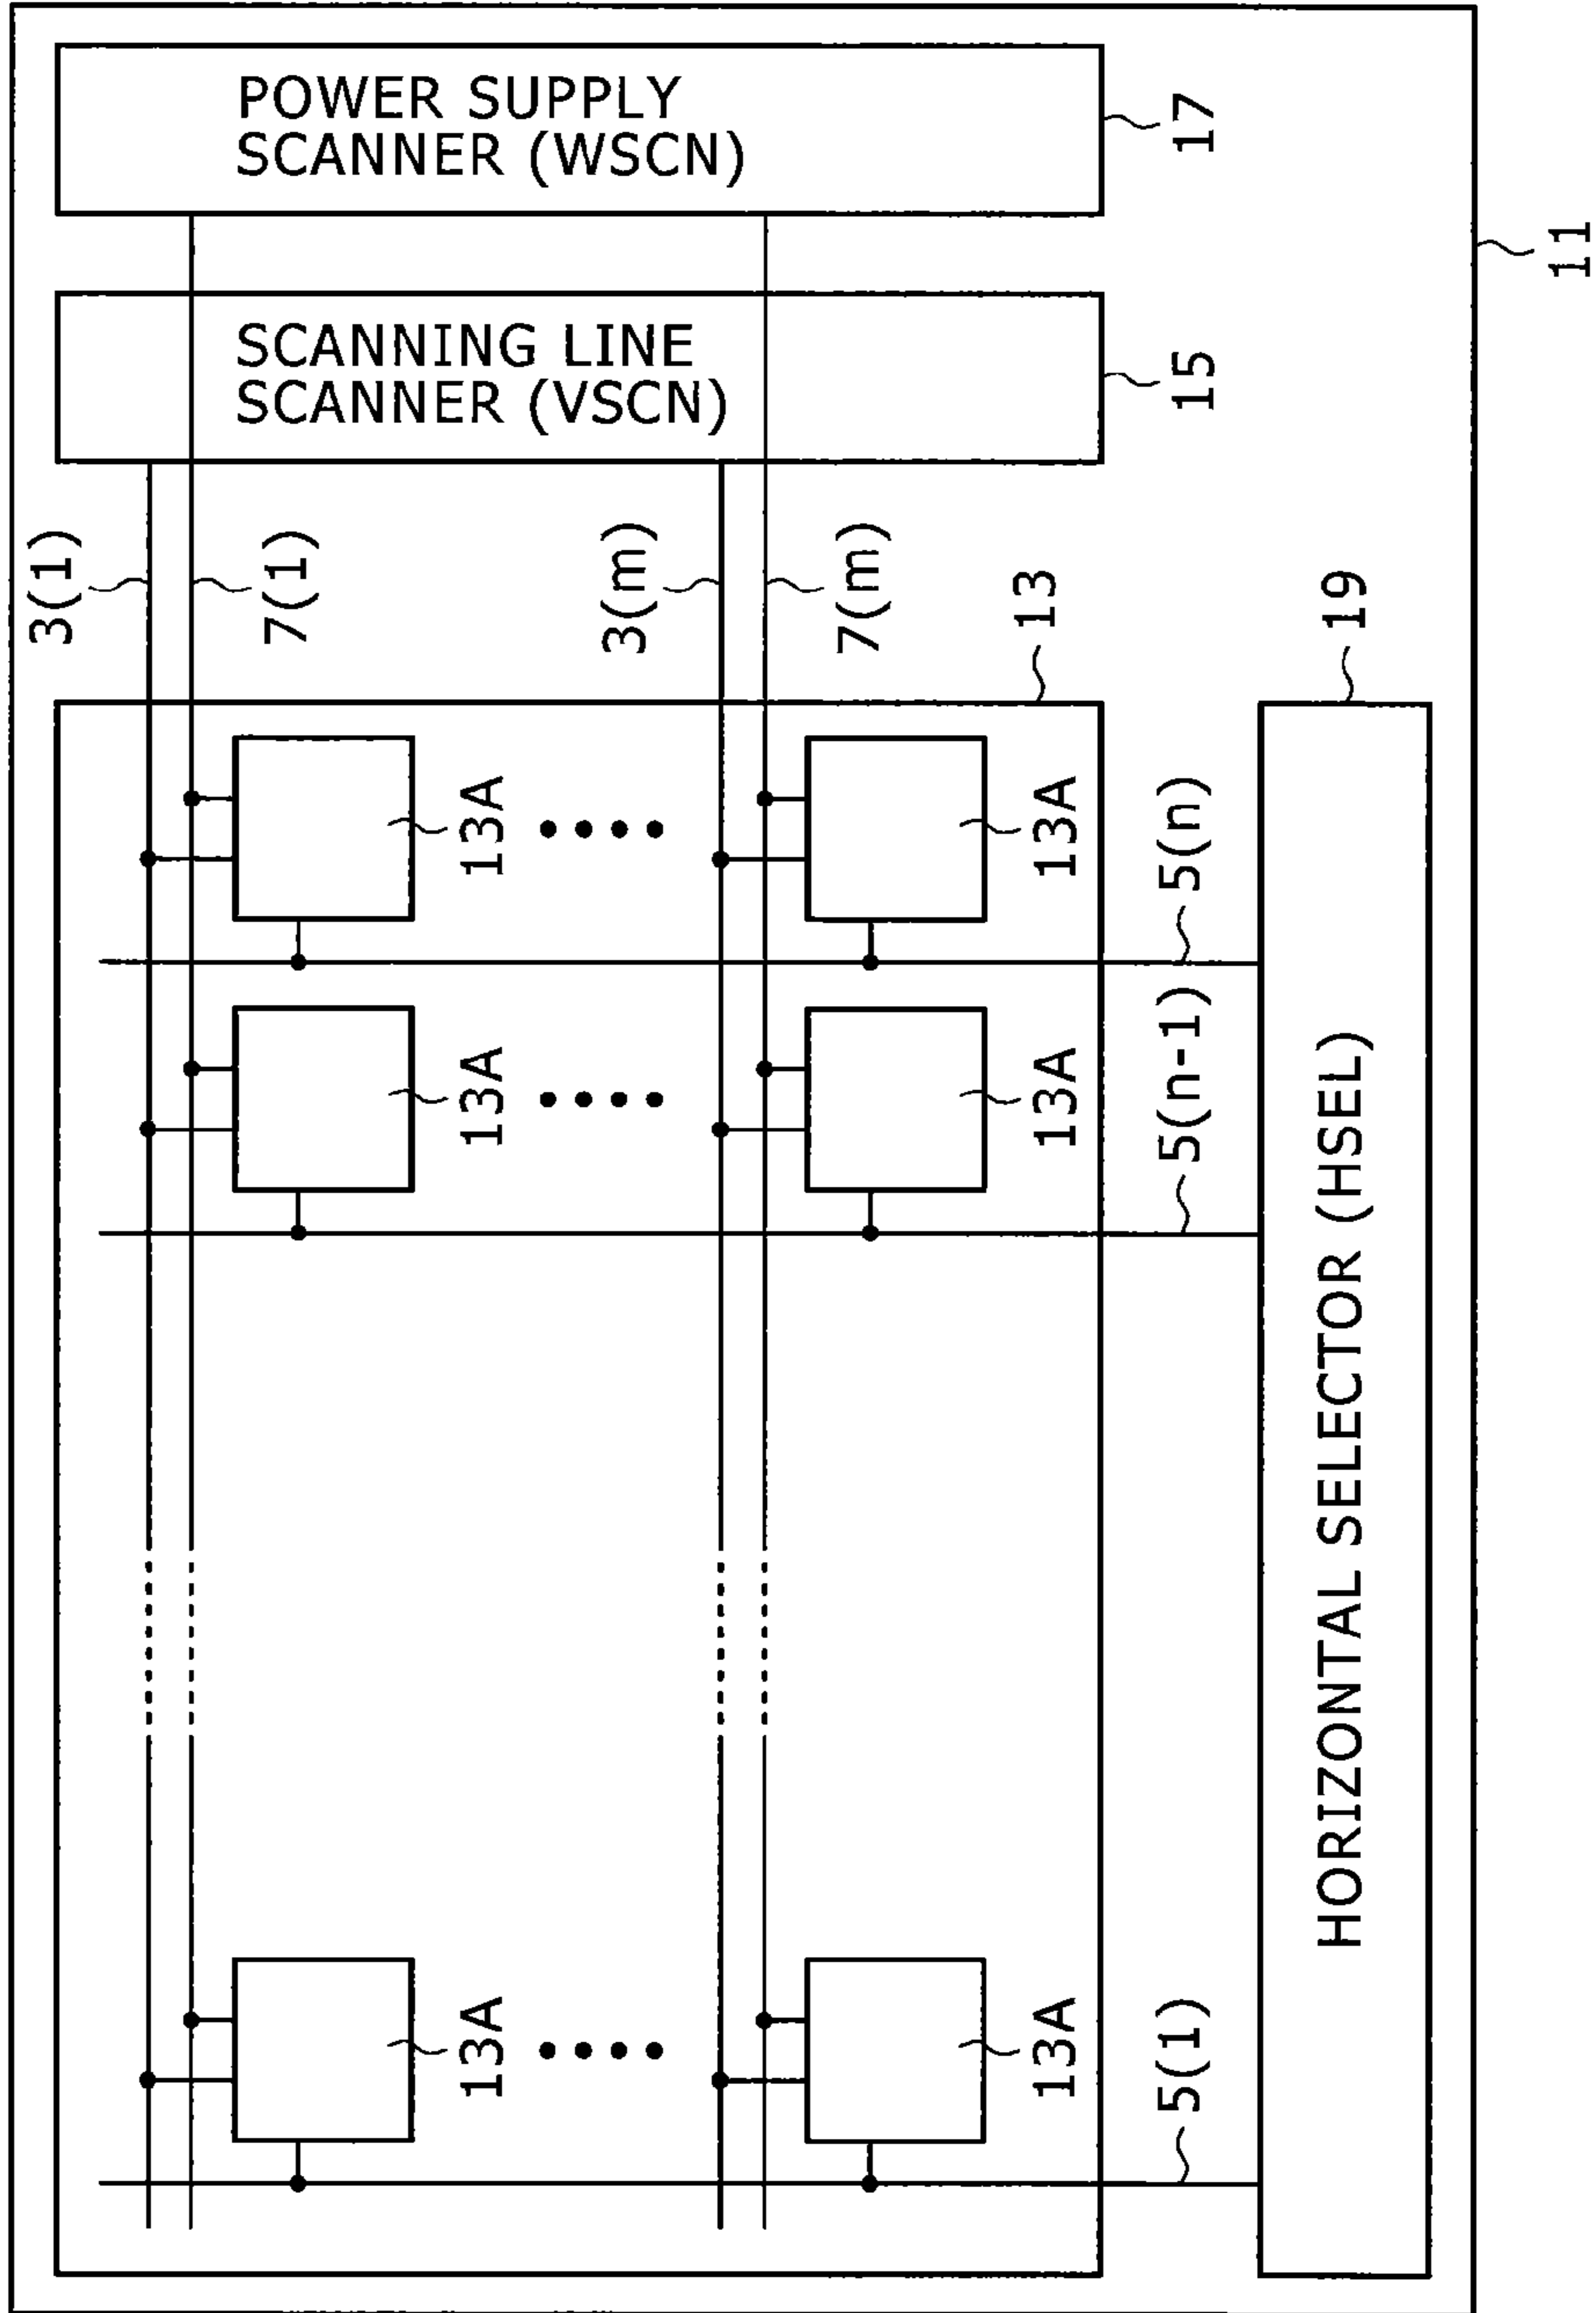 POWER SUPPLY
SCANNER (WSCN)
17
11
SCANNING LINE
SCANNER (VSCN)
15
3(1)
7(1)
3(m)
7(m)
13
19
13A
13A
5(n)
13A
13A
5(n-1)
HORIZONTAL SELECTOR (HSEL)
13A
13A
5(1)